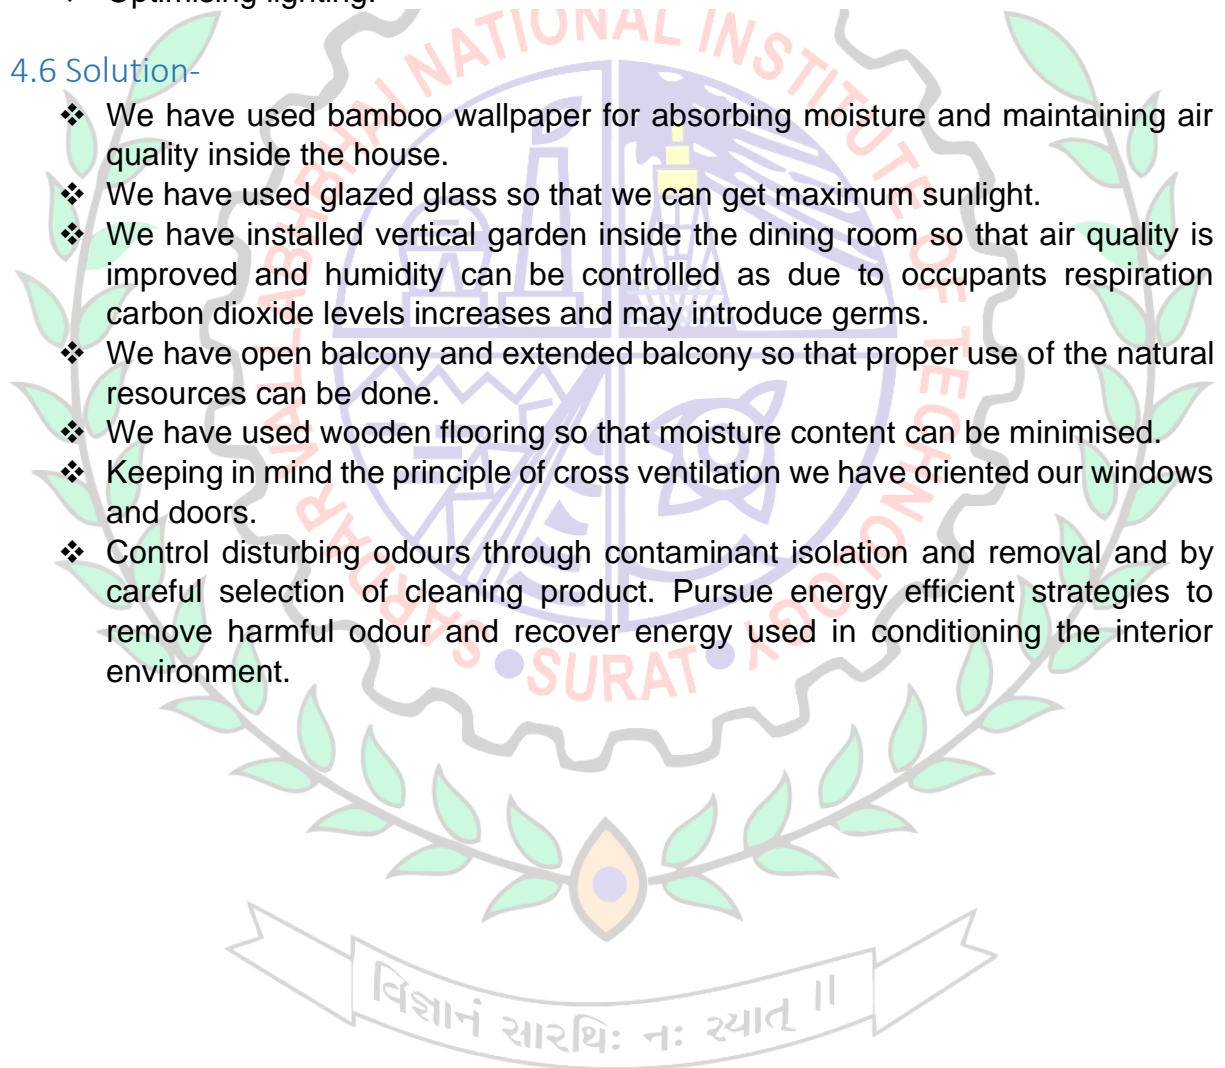 ❖ Optimising lighting.
4.6 Solution-
❖ We have used bamboo wallpaper for absorbing moisture and maintaining air
quality inside the house.
❖ We have used glazed glass so that we can get maximum sunlight.
❖ We have installed vertical garden inside the dining room so that air quality is
improved and humidity can be controlled as due to occupants respiration
carbon dioxide levels increases and may introduce germs.
❖ We have open balcony and extended balcony so that proper use of the natural
resources can be done.
❖ We have used wooden flooring so that moisture content can be minimised.
❖ Keeping in mind the principle of cross ventilation we have oriented our windows
and doors.
❖ Control disturbing odours through contaminant isolation and removal and by
careful selection of cleaning product. Pursue energy efficient strategies to
remove harmful odour and recover energy used in conditioning the interior
environment.
SARDAR VALLABHBHAI NATIONAL INSTITUTE OF TECHNOLOGY
SURAT
વિજ્ઞાનં સારથિઃ નઃ સ્યાત્ ॥